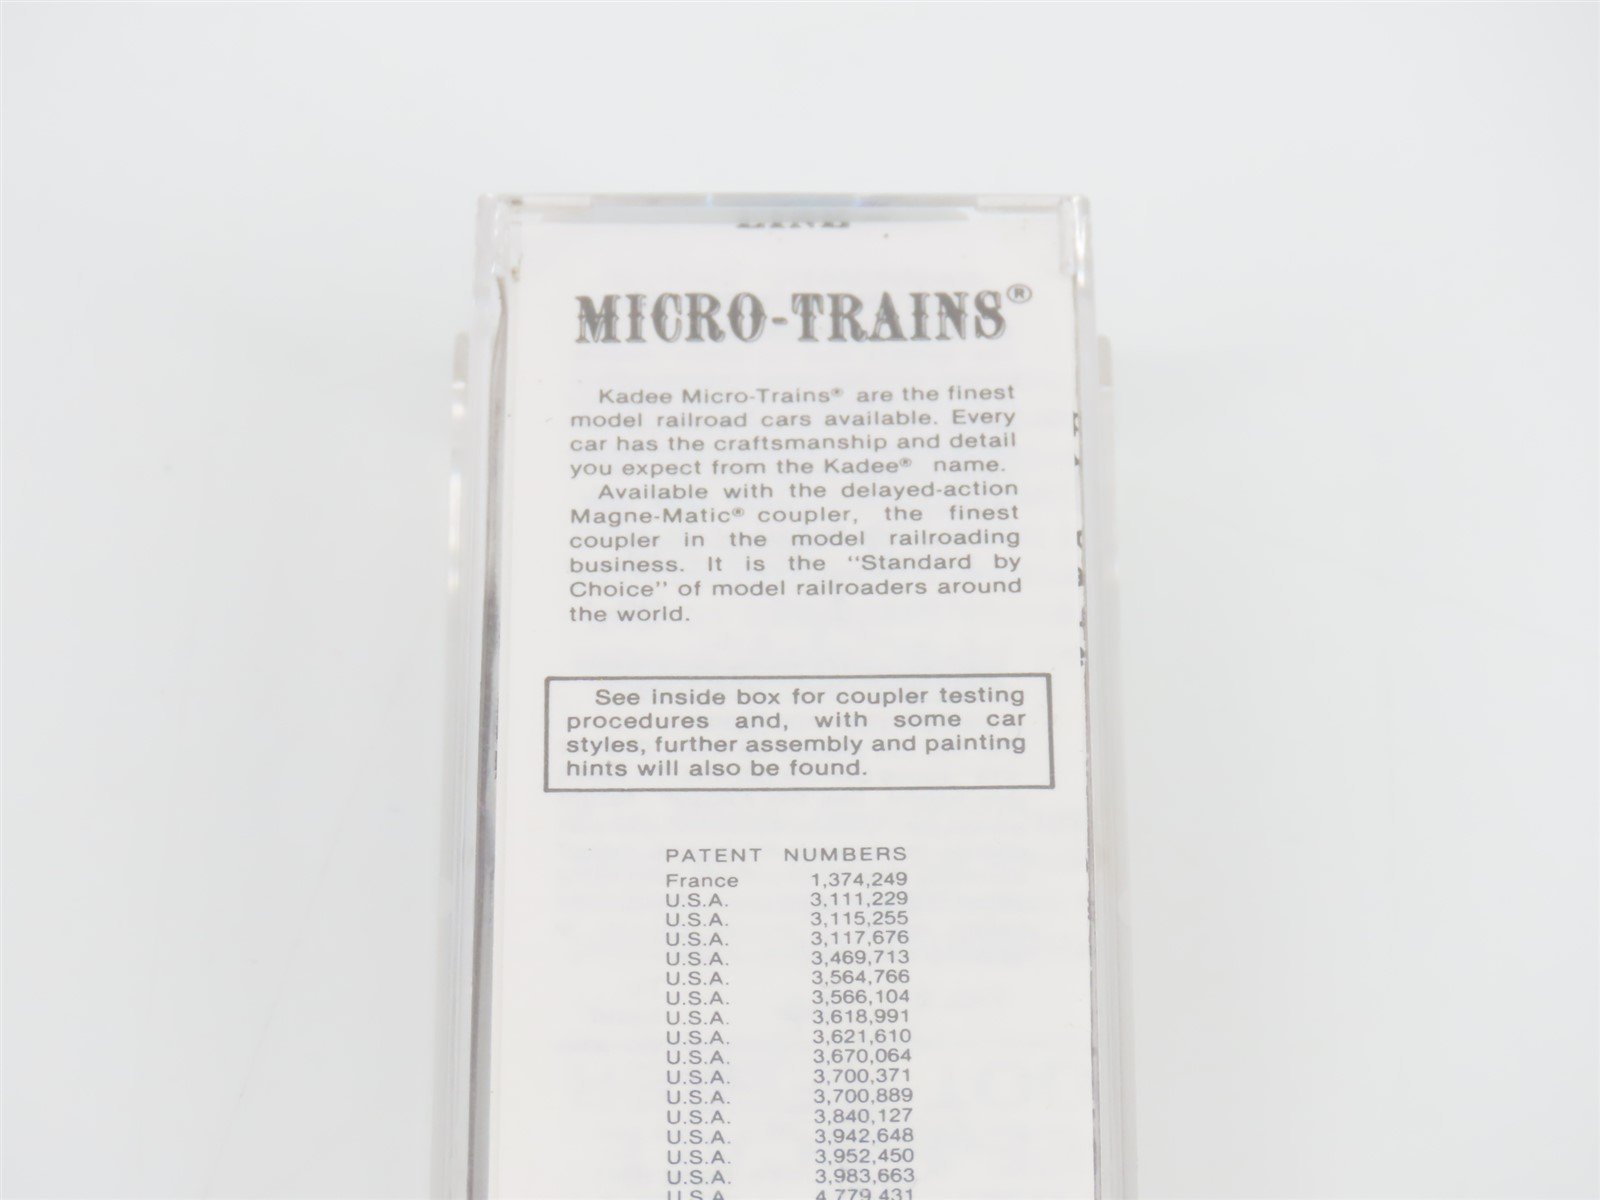 LINE
MICRO-TRAINS®
Kadee Micro-Trains® are the finest
model railroad cars available. Every
car has the craftsmanship and detail
you expect from the Kadee® name.
Available with the delayed-action
Magne-Matic® coupler, the finest
coupler in the model railroading
business. It is the "Standard by
Choice" of model railroaders around
the world.
See inside box for coupler testing
procedures and, with some car
styles, further assembly and painting
hints will also be found.
PATENT NUMBERS
France 1,374,249
U.S.A. 3,111,229
U.S.A. 3,115,255
U.S.A. 3,117,676
U.S.A. 3,469,713
U.S.A. 3,564,766
U.S.A. 3,566,104
U.S.A. 3,618,991
U.S.A. 3,621,610
U.S.A. 3,670,064
U.S.A. 3,700,371
U.S.A. 3,700,889
U.S.A. 3,840,127
U.S.A. 3,942,648
U.S.A. 3,952,450
U.S.A. 3,983,663
U.S.A. 4,779,431